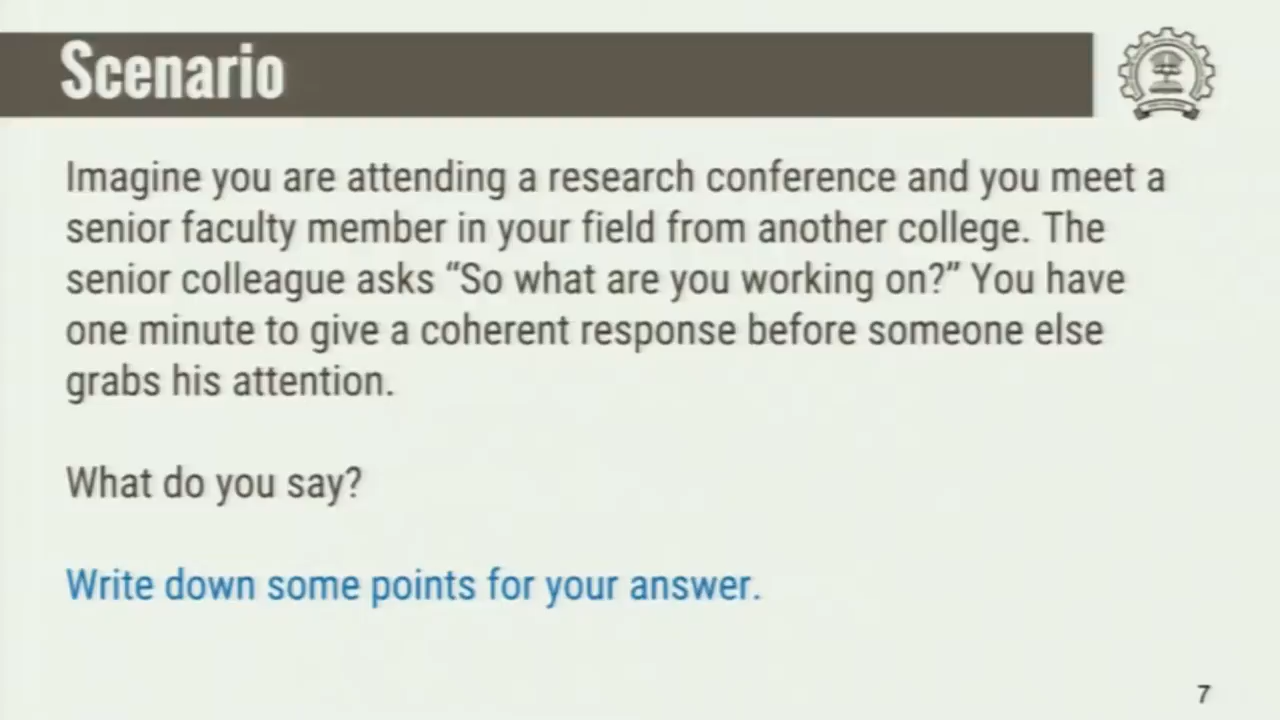 Scenario
Imagine you are attending a research conference and you meet a
senior faculty member in your field from another college. The
senior colleague asks “So what are you working on?” You have
one minute to give a coherent response before someone else
grabs his attention.
What do you say?
Write down some points for your answer.
7